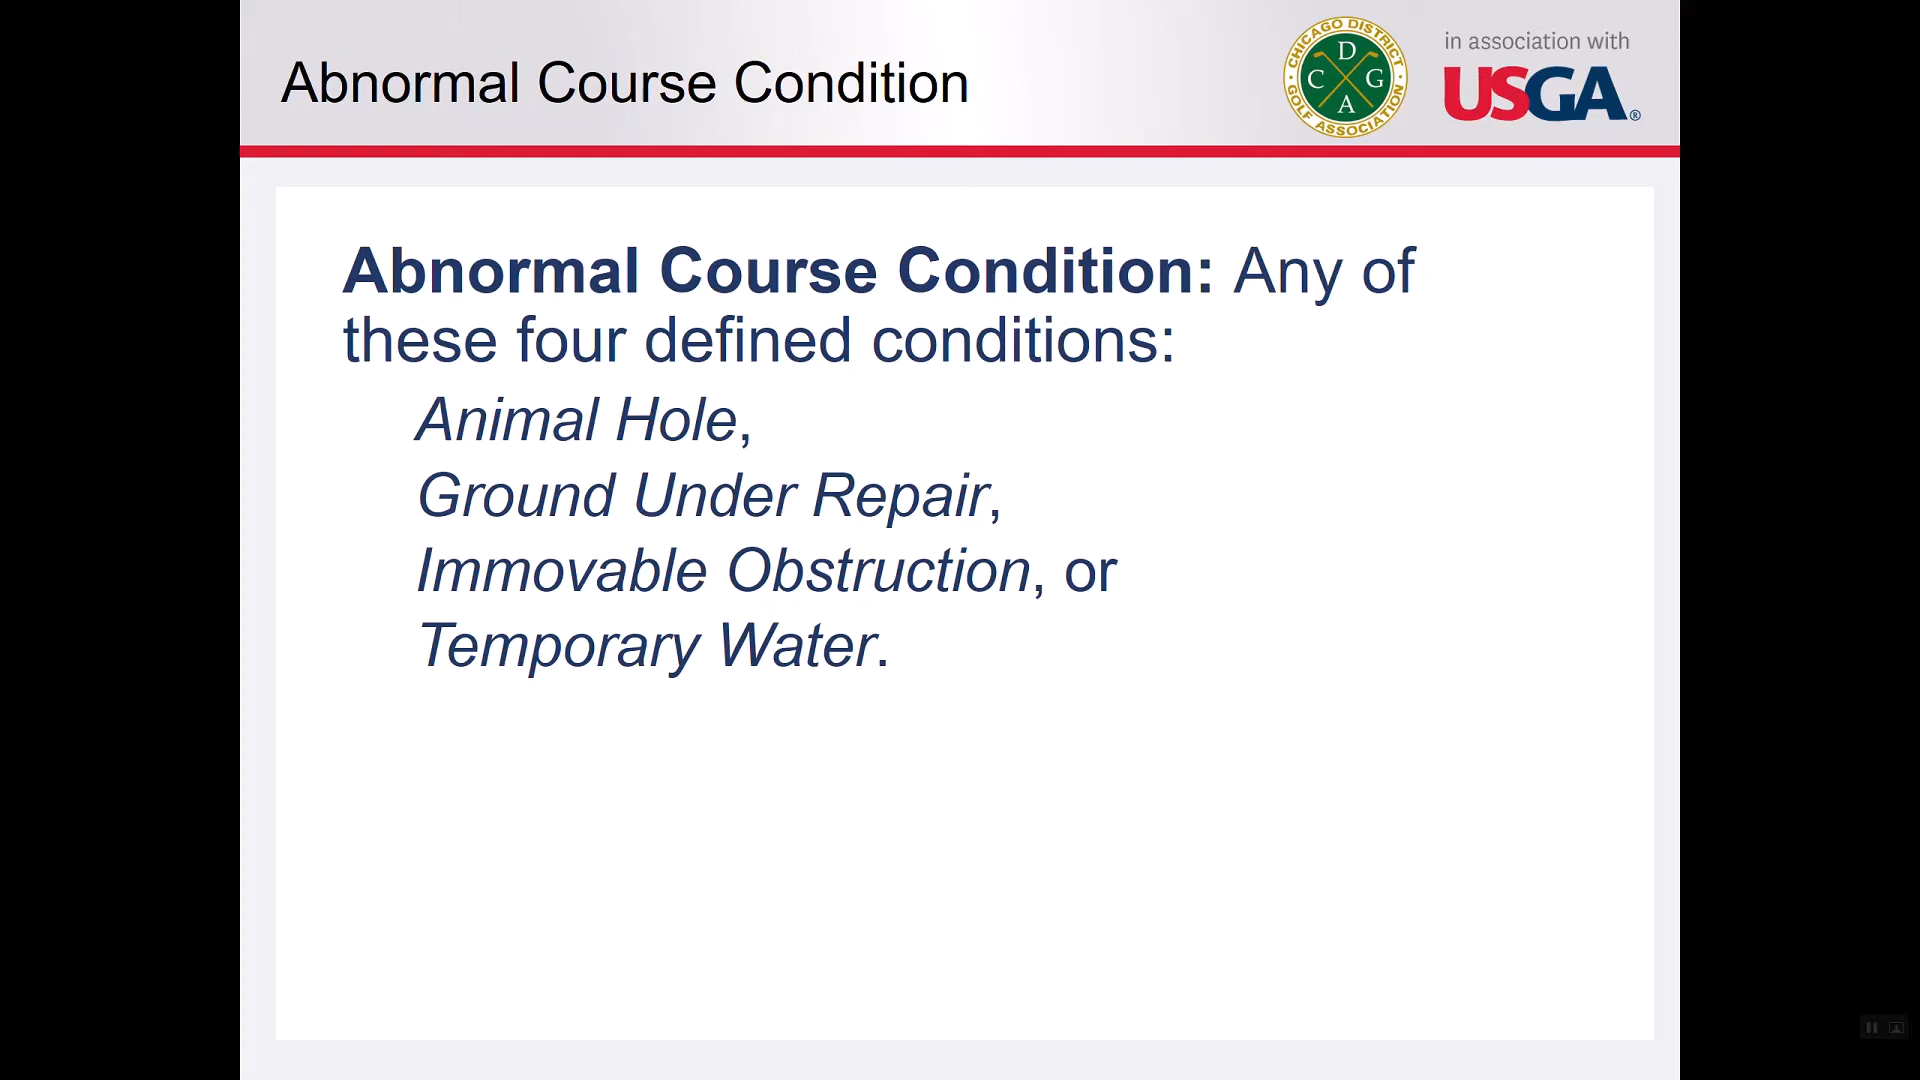 Abnormal Course Condition
CHICAGO DISTRICT
GOLF ASSOCIATION
D
C G
A
in association with
USGA®
Abnormal Course Condition: Any of
these four defined conditions:
Animal Hole,
Ground Under Repair,
Immovable Obstruction, or
Temporary Water.